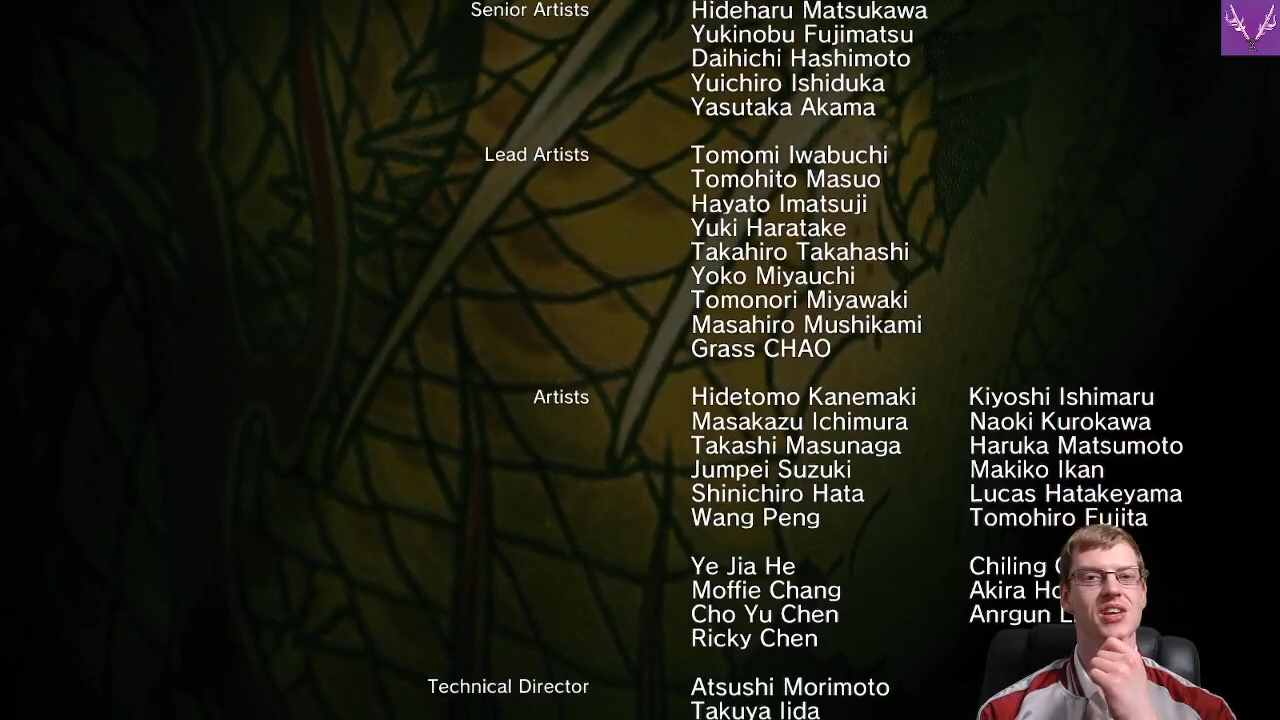 Senior Artists
Hideharu Matsukawa
Yukinobu Fujimatsu
Daihichi Hashimoto
Yuichiro Ishiduka
Yasutaka Akama
Lead Artists
Tomomi Iwabuchi
Tomohito Masuo
Hayato Imatsuji
Yuki Haratake
Takahiro Takahashi
Yoko Miyauchi
Tomonori Miyawaki
Masahiro Mushikami
Grass CHAO
Artists
Hidetomo Kanemaki Kiyoshi Ishimaru
Masakazu Ichimura Naoki Kurokawa
Takashi Masunaga Haruka Matsumoto
Jumpei Suzuki Makiko Ikan
Shinichiro Hata Lucas Hatakeyama
Wang Peng Tomohiro Fujita
Ye Jia He Chiling
Moffie Chang Akira
Cho Yu Chen Anrgun
Ricky Chen
Technical Director
Atsushi Morimoto
Takuya Iida